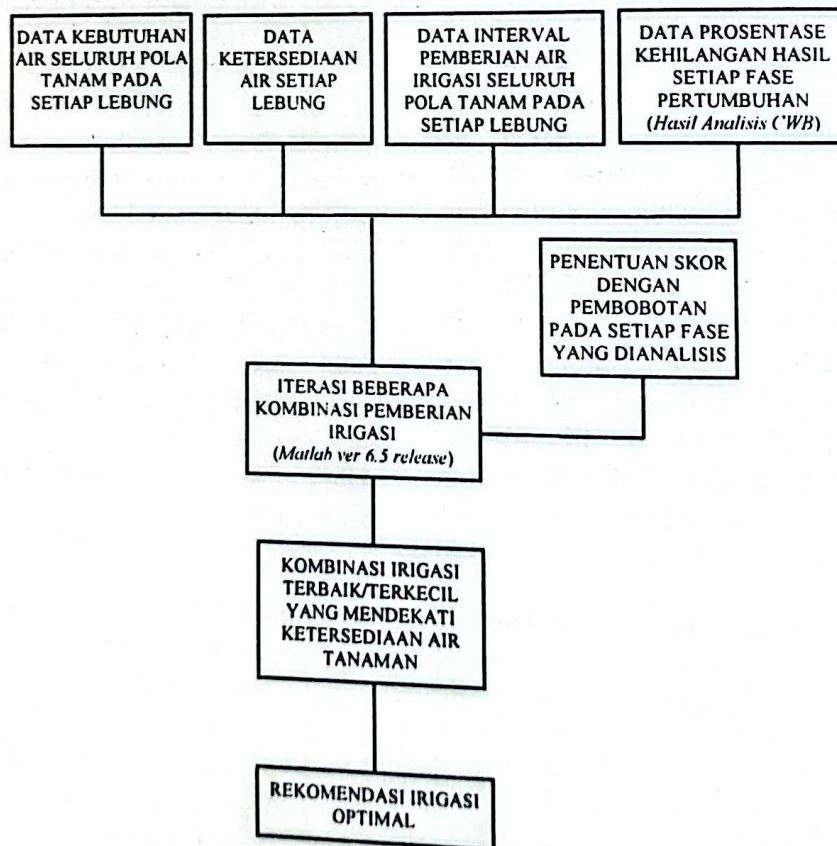 DATA KEBUTUHAN
AIR SELURUH POLA
TANAM PADA
SETIAP LEBUNG
DATA
KETERSEDIAAN
AIR SETIAP
LEBUNG
DATA INTERVAL
PEMBERIAN AIR
IRIGASI SELURUH
POLA TANAM PADA
SETIAP LEBUNG
DATA PROSENTASE
KEHILANGAN HASIL
SETIAP FASE
PERTUMBUHAN
(Hasil Analisis CWB)
PENENTUAN SKOR
DENGAN
PEMBOBOTAN
PADA SETIAP FASE
YANG DIANALISIS
ITERASI BEBERAPA
KOMBINASI PEMBERIAN
IRIGASI
(Matlab ver 6.5 release)
KOMBINASI IRIGASI
TERBAIK/TERKECIL
YANG MENDEKATI
KETERSEDIAAN AIR
TANAMAN
REKOMENDASI IRIGASI
OPTIMAL